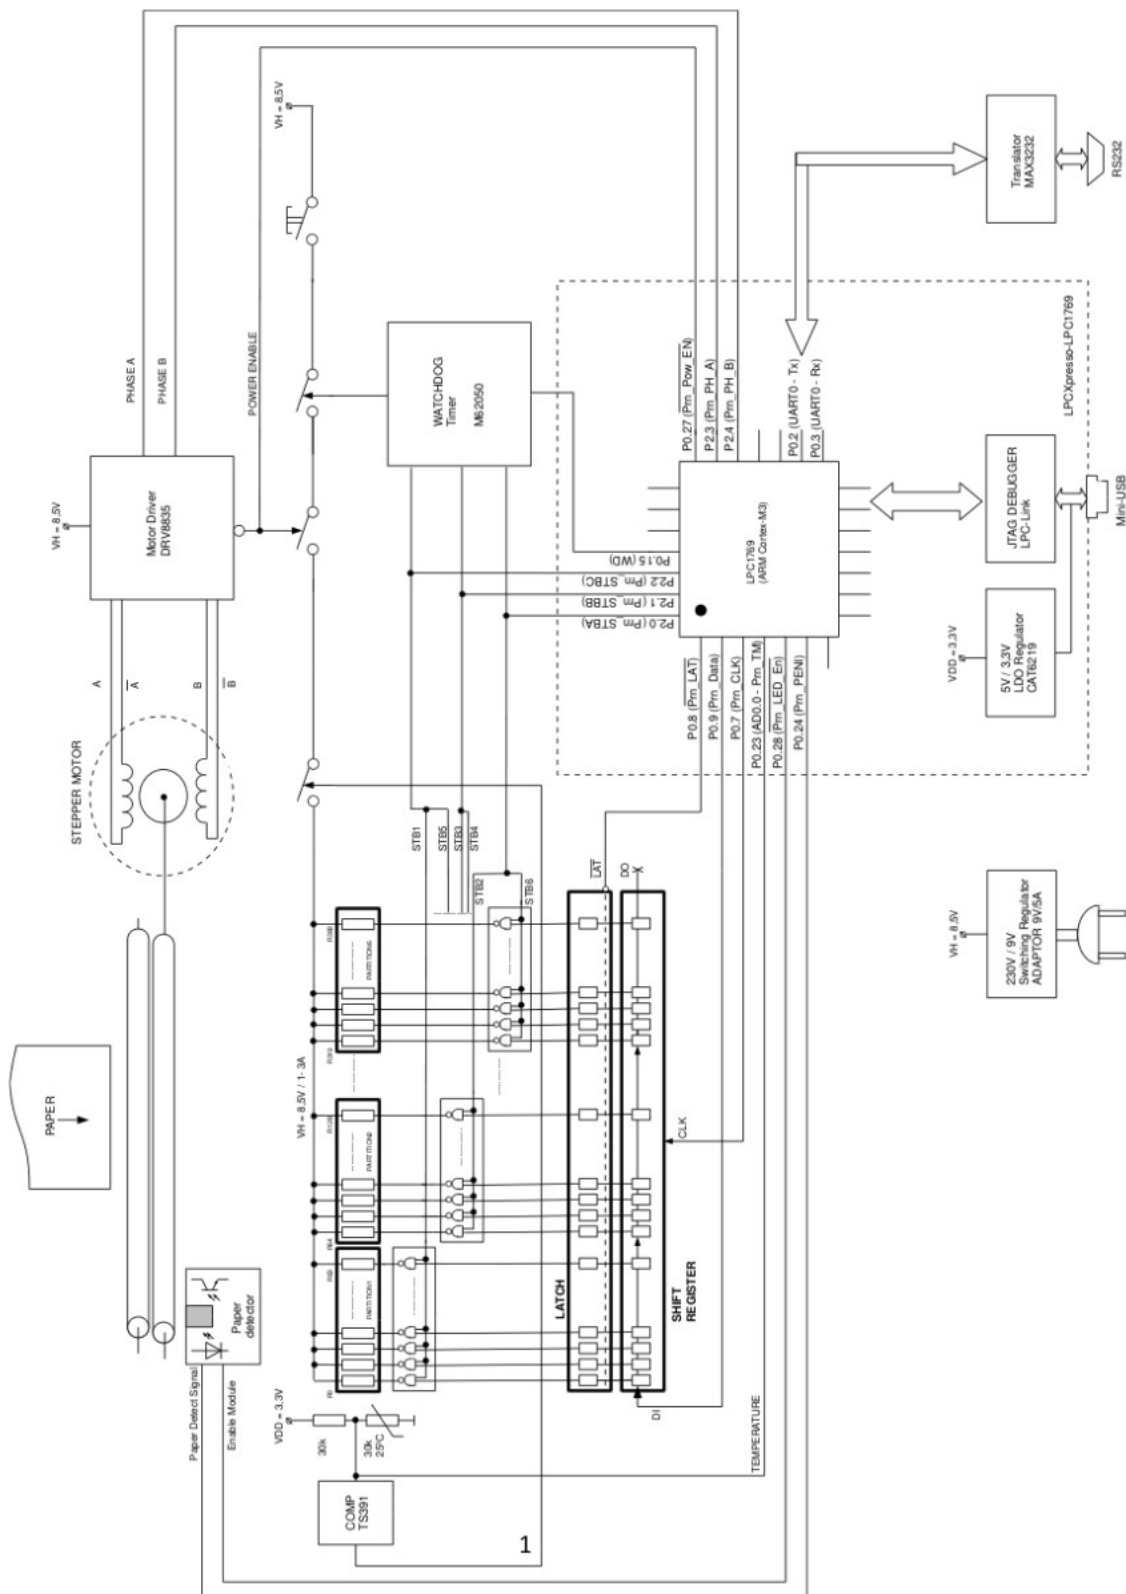 VH = 8,5V
Motor Driver
DRV8835
PHASE A
PHASE B
POWER ENABLE
VH = 8,5V
STEPPER MOTOR
A
A
B
B
PAPER
Paper
detector
Paper Detect Signal
Enable Module
WATCHDOG
Timer
M62050
VH = 8,5V / 1- 3A
PARTITION1
PARTITION2
PARTITION6
R0
R63
R64
R128
STB1
STB5
STB3
STB4
STB2
STB6
VDD = 3,3V
30k
30k
25ºC
COMP
TS391
1
LATCH
LAT
SHIFT
REGISTER
DO
DI
CLK
TEMPERATURE
P0.8 (Prn_LAT)
P0.9 (Prn_Data)
P0.7 (Prn_CLK)
P0.23 (AD0.0 - Prn_TM)
P0.28 (Prn_LED_En)
P0.24 (Prn_PENI)
P0.15 (WD)
P2.2 (Prn_STBC)
P2.1 (Prn_STBB)
P2.0 (Prn_STBA)
LPC1769
(ARM Cortex-M3)
P0.27 (Prn_Pow_EN)
P2.3 (Prn_PH_A)
P2.4 (Prn_PH_B)
P0.2 (UART0 - Tx)
P0.3 (UART0 - Rx)
LPCXpresso-LPC1769
JTAG DEBUGGER
LPC-Link
Mini-USB
VDD = 3,3V
5V / 3,3V
LDO Regulator
CAT6219
Translator
MAX3232
RS232
VH = 8,5V
230V / 9V
Switching Regulator
ADAPTOR 9V/5A